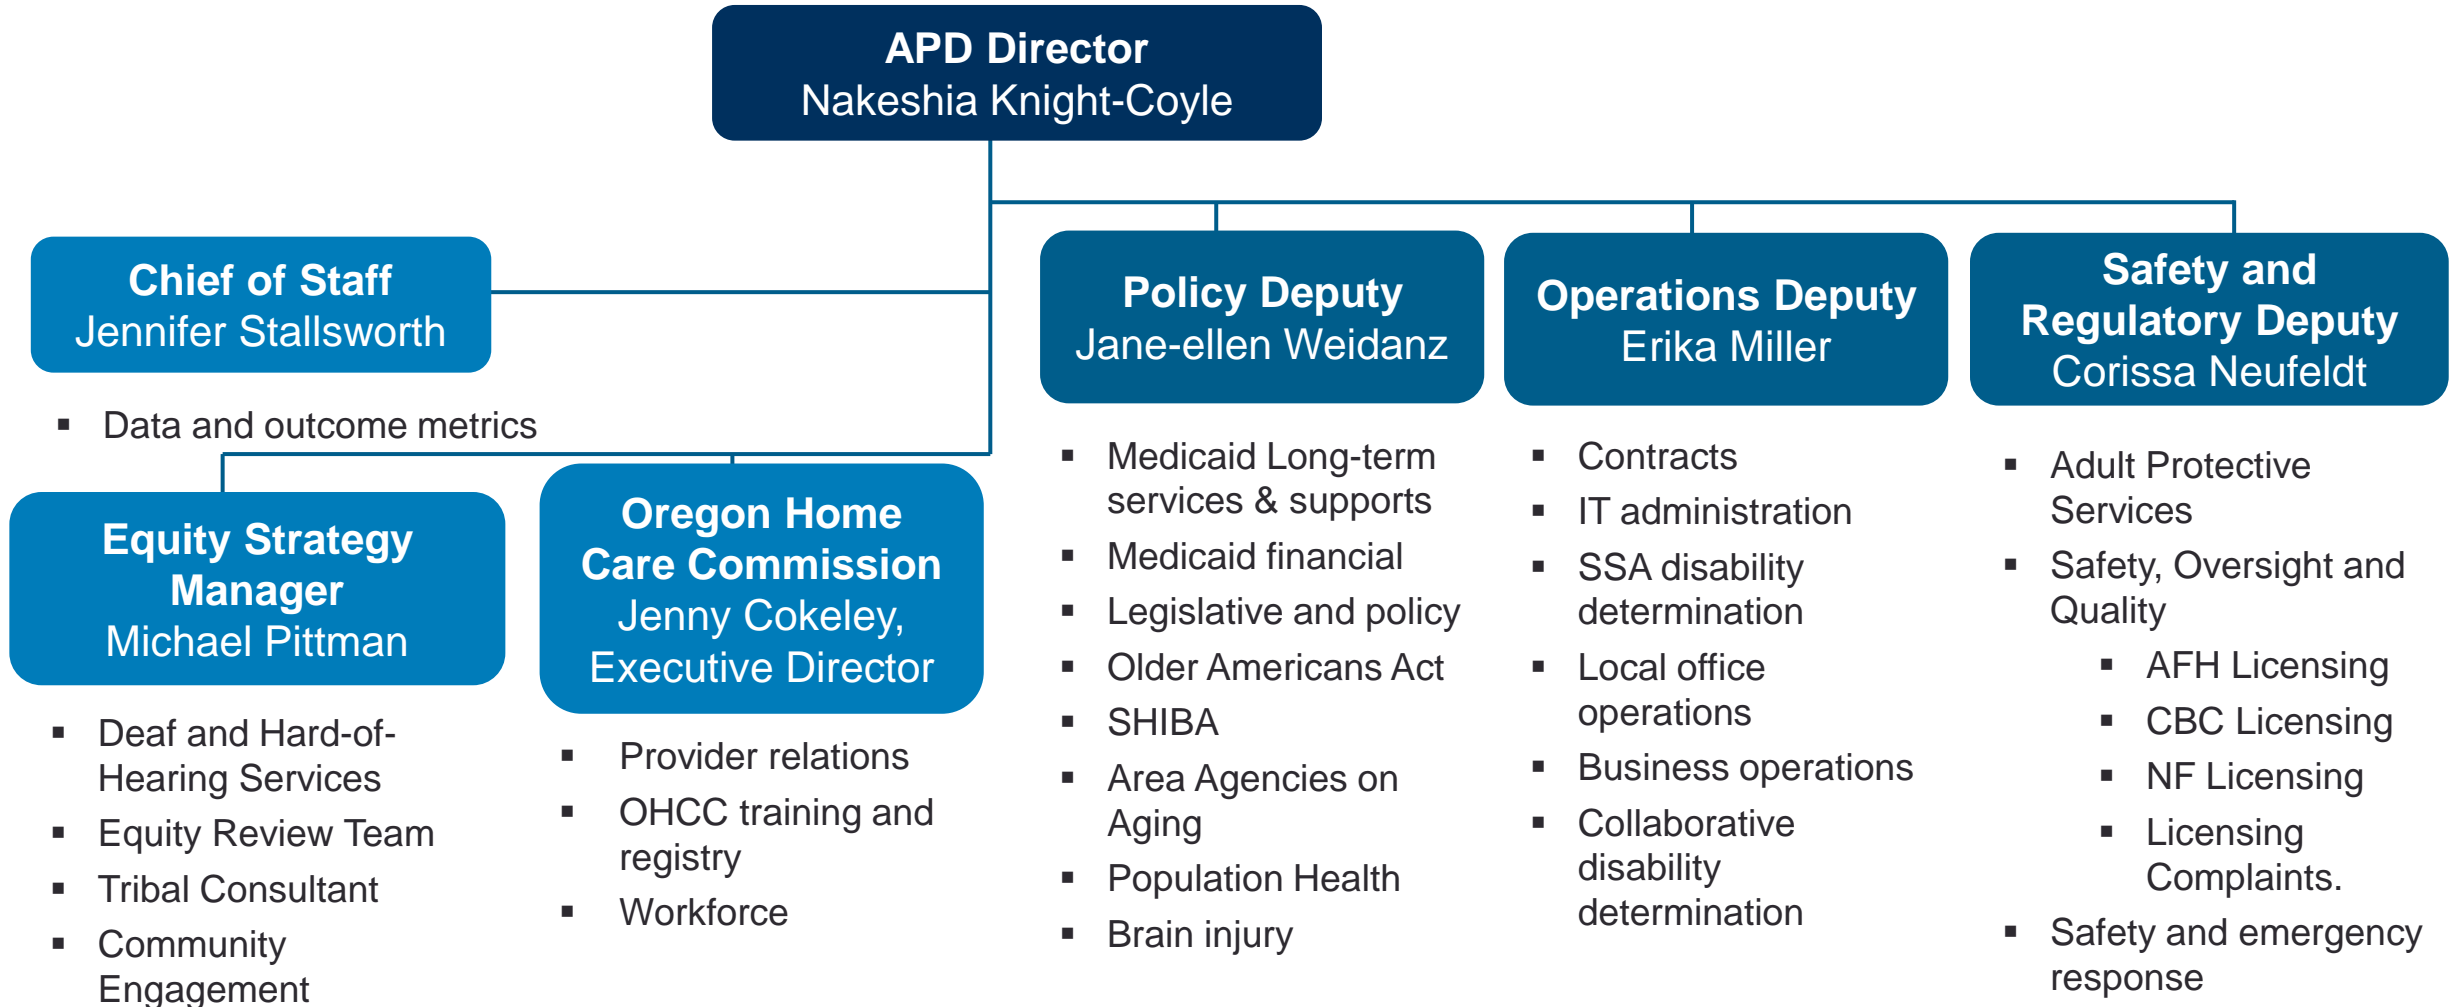 APD Director
Nakeshia Knight-Coyle
Chief of Staff
Jennifer Stallsworth
▪ Data and outcome metrics
Equity Strategy
Manager
Michael Pittman
▪ Deaf and Hard-of-
Hearing Services
▪ Equity Review Team
▪ Tribal Consultant
▪ Community
Engagement
Oregon Home
Care Commission
Jenny Cokeley,
Executive Director
▪ Provider relations
▪ OHCC training and
registry
▪ Workforce
Policy Deputy
Jane-ellen Weidanz
▪ Medicaid Long-term
services & supports
▪ Medicaid financial
▪ Legislative and policy
▪ Older Americans Act
▪ SHIBA
▪ Area Agencies on
Aging
▪ Population Health
▪ Brain injury
Operations Deputy
Erika Miller
▪ Contracts
▪ IT administration
▪ SSA disability
determination
▪ Local office
operations
▪ Business operations
▪ Collaborative
disability
determination
Safety and
Regulatory Deputy
Corissa Neufeldt
▪ Adult Protective
Services
▪ Safety, Oversight and
Quality
▪ AFH Licensing
▪ CBC Licensing
▪ NF Licensing
▪ Licensing
Complaints.
▪ Safety and emergency
response